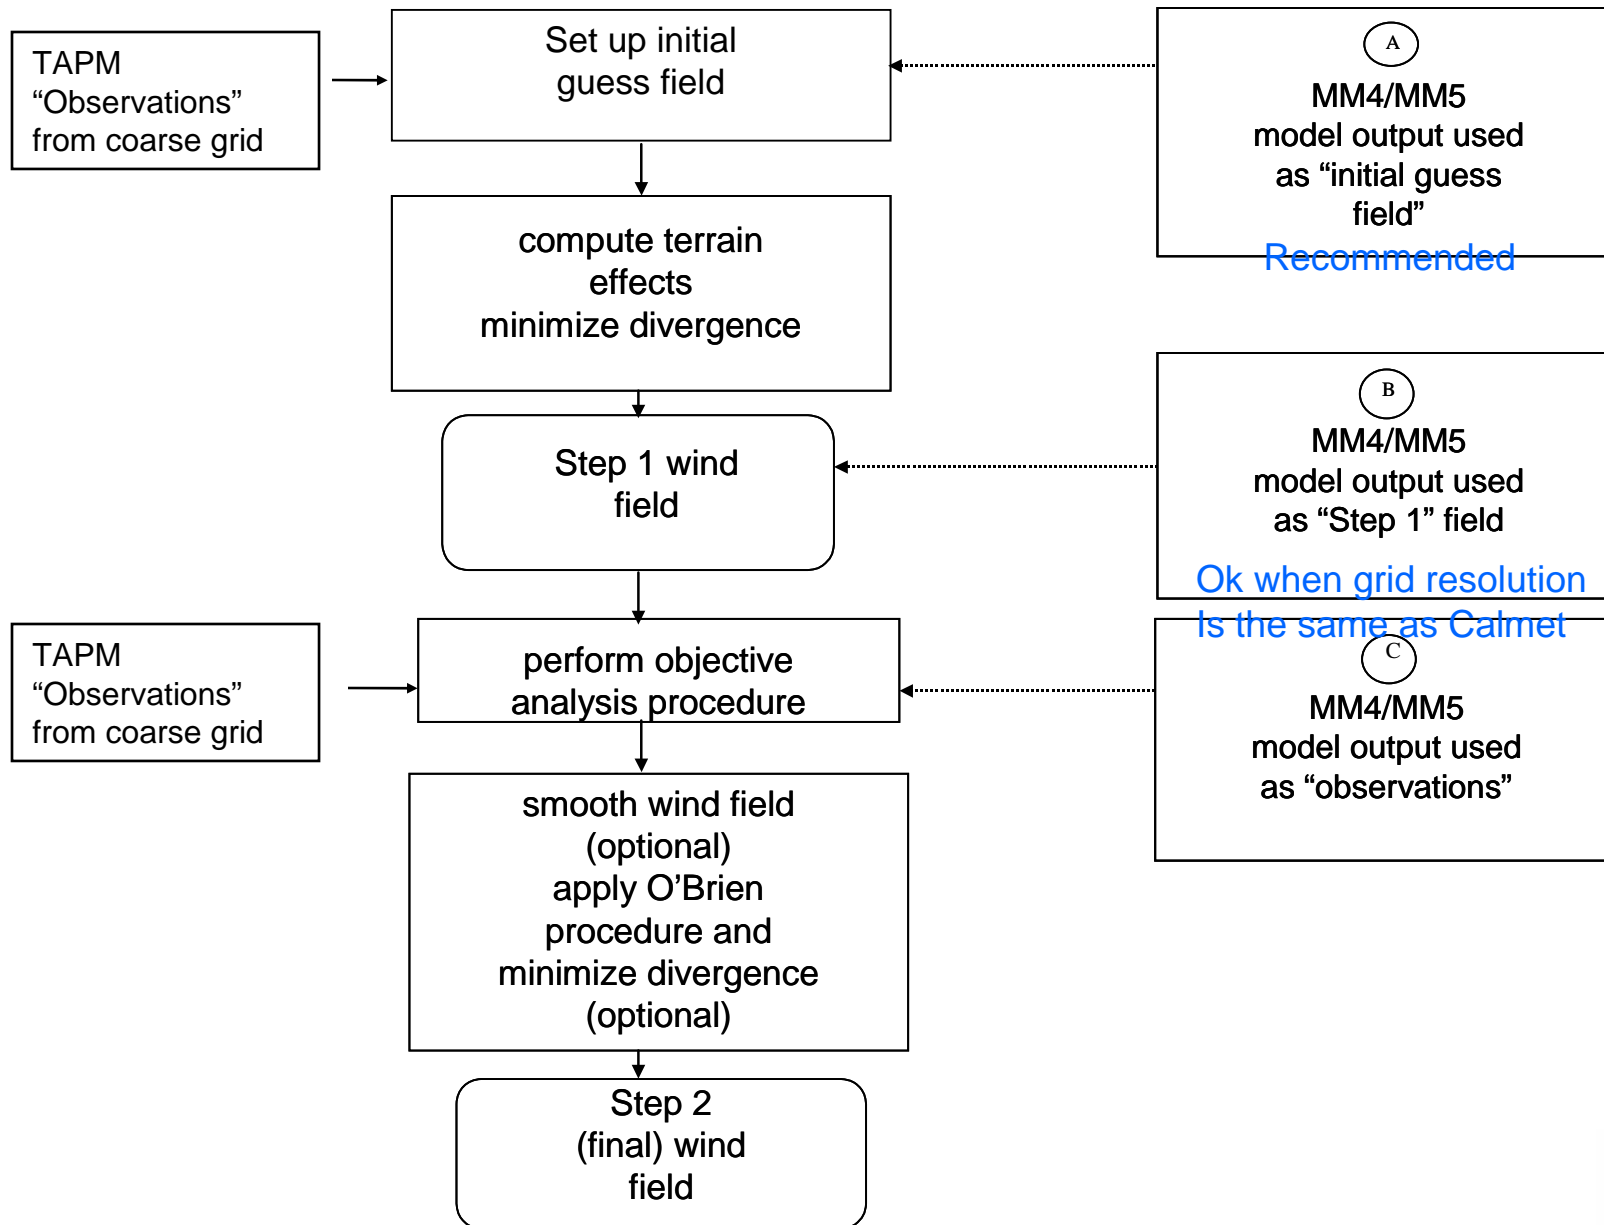 Set up initial
guess field
TAPM
“Observations”
from coarse grid
A
MM4/MM5
model output used
as “initial guess
field”
Recommended
compute terrain
effects
minimize divergence
Step 1 wind
field
B
MM4/MM5
model output used
as “Step 1” field
Ok when grid resolution
Is the same as Calmet
TAPM
“Observations”
from coarse grid
perform objective
analysis procedure
C
MM4/MM5
model output used
as “observations”
smooth wind field
(optional)
apply O’Brien
procedure and
minimize divergence
(optional)
Step 2
(final) wind
field